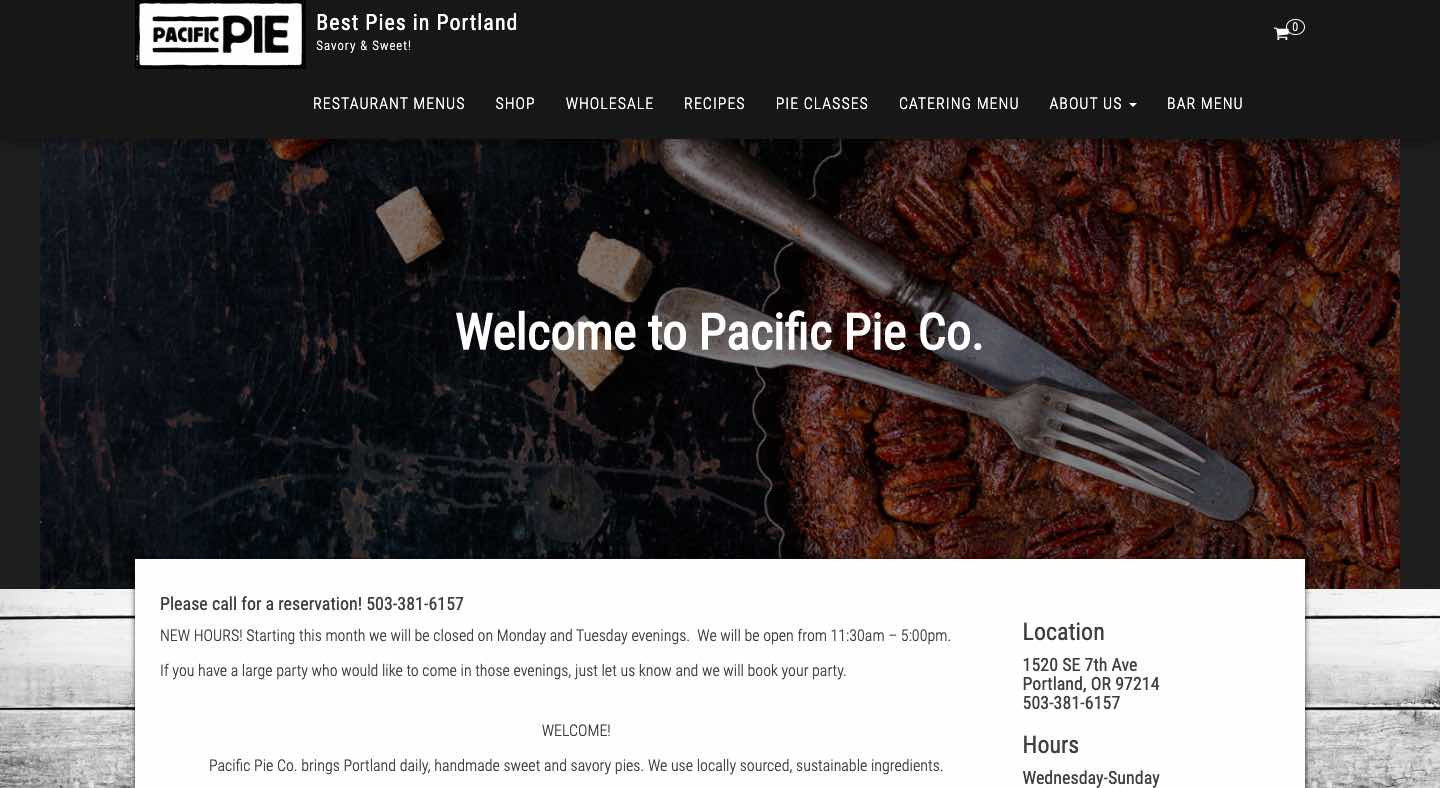 PACIFIC PIE
Best Pies in Portland
Savory & Sweet!
0
RESTAURANT MENUS SHOP WHOLESALE RECIPES PIE CLASSES CATERING MENU ABOUT US BAR MENU
Welcome to Pacific Pie Co.
Please call for a reservation! 503-381-6157
NEW HOURS! Starting this month we will be closed on Monday and Tuesday evenings.  We will be open from 11:30am – 5:00pm.
If you have a large party who would like to come in those evenings, just let us know and we will book your party.
WELCOME!
Pacific Pie Co. brings Portland daily, handmade sweet and savory pies. We use locally sourced, sustainable ingredients.
Location
1520 SE 7th Ave
Portland, OR 97214
503-381-6157
Hours
Wednesday-Sunday